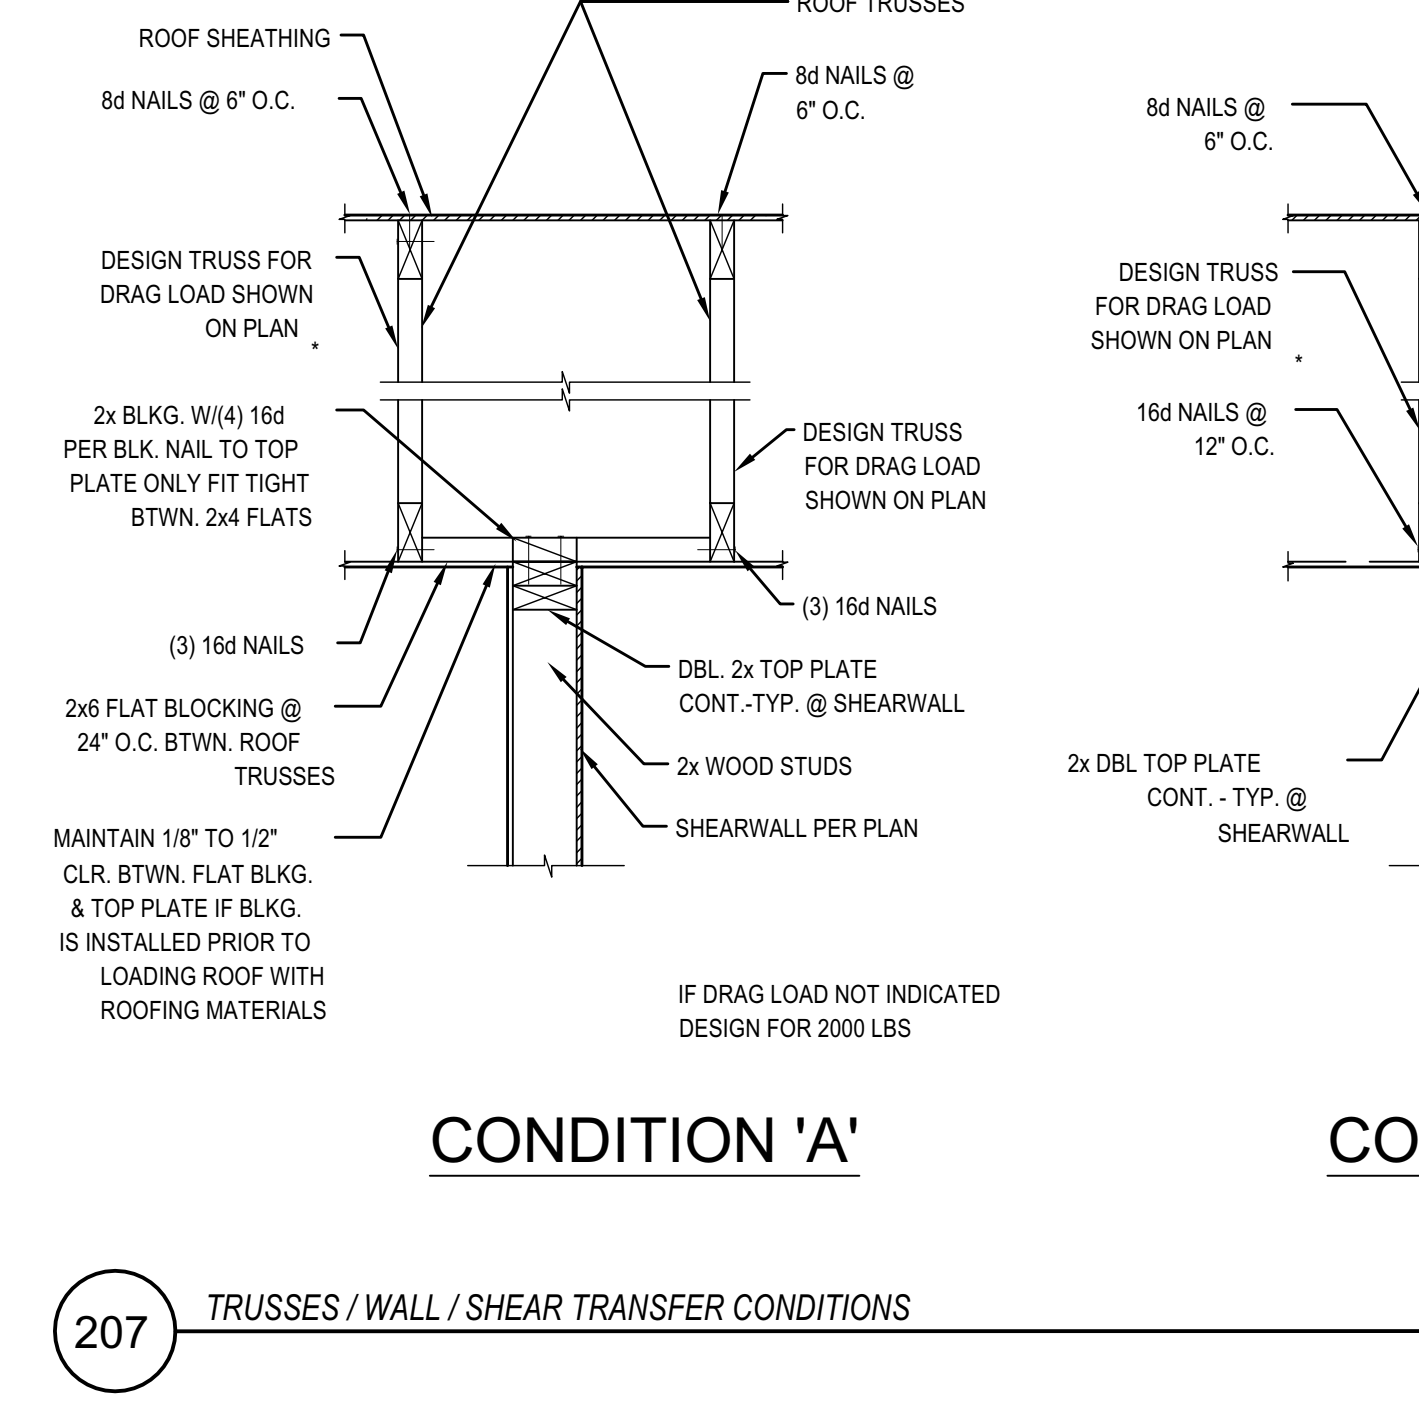 ROOF TRUSSES
ROOF SHEATHING
8d NAILS @ 6" O.C.
8d NAILS @
6" O.C.
DESIGN TRUSS FOR
DRAG LOAD SHOWN
ON PLAN
*
2x BLKG. W/(4) 16d
PER BLK. NAIL TO TOP
PLATE ONLY FIT TIGHT
BTWN. 2x4 FLATS
DESIGN TRUSS
FOR DRAG LOAD
SHOWN ON PLAN
(3) 16d NAILS
(3) 16d NAILS
2x6 FLAT BLOCKING @
24" O.C. BTWN. ROOF
TRUSSES
DBL. 2x TOP PLATE
CONT.-TYP. @ SHEARWALL
2x WOOD STUDS
SHEARWALL PER PLAN
MAINTAIN 1/8" TO 1/2"
CLR. BTWN. FLAT BLKG.
& TOP PLATE IF BLKG.
IS INSTALLED PRIOR TO
LOADING ROOF WITH
ROOFING MATERIALS
IF DRAG LOAD NOT INDICATED
DESIGN FOR 2000 LBS
CONDITION 'A'
8d NAILS @
6" O.C.
DESIGN TRUSS
FOR DRAG LOAD
SHOWN ON PLAN
*
16d NAILS @
12" O.C.
2x DBL TOP PLATE
CONT. - TYP. @
SHEARWALL
CO
207
TRUSSES / WALL / SHEAR TRANSFER CONDITIONS